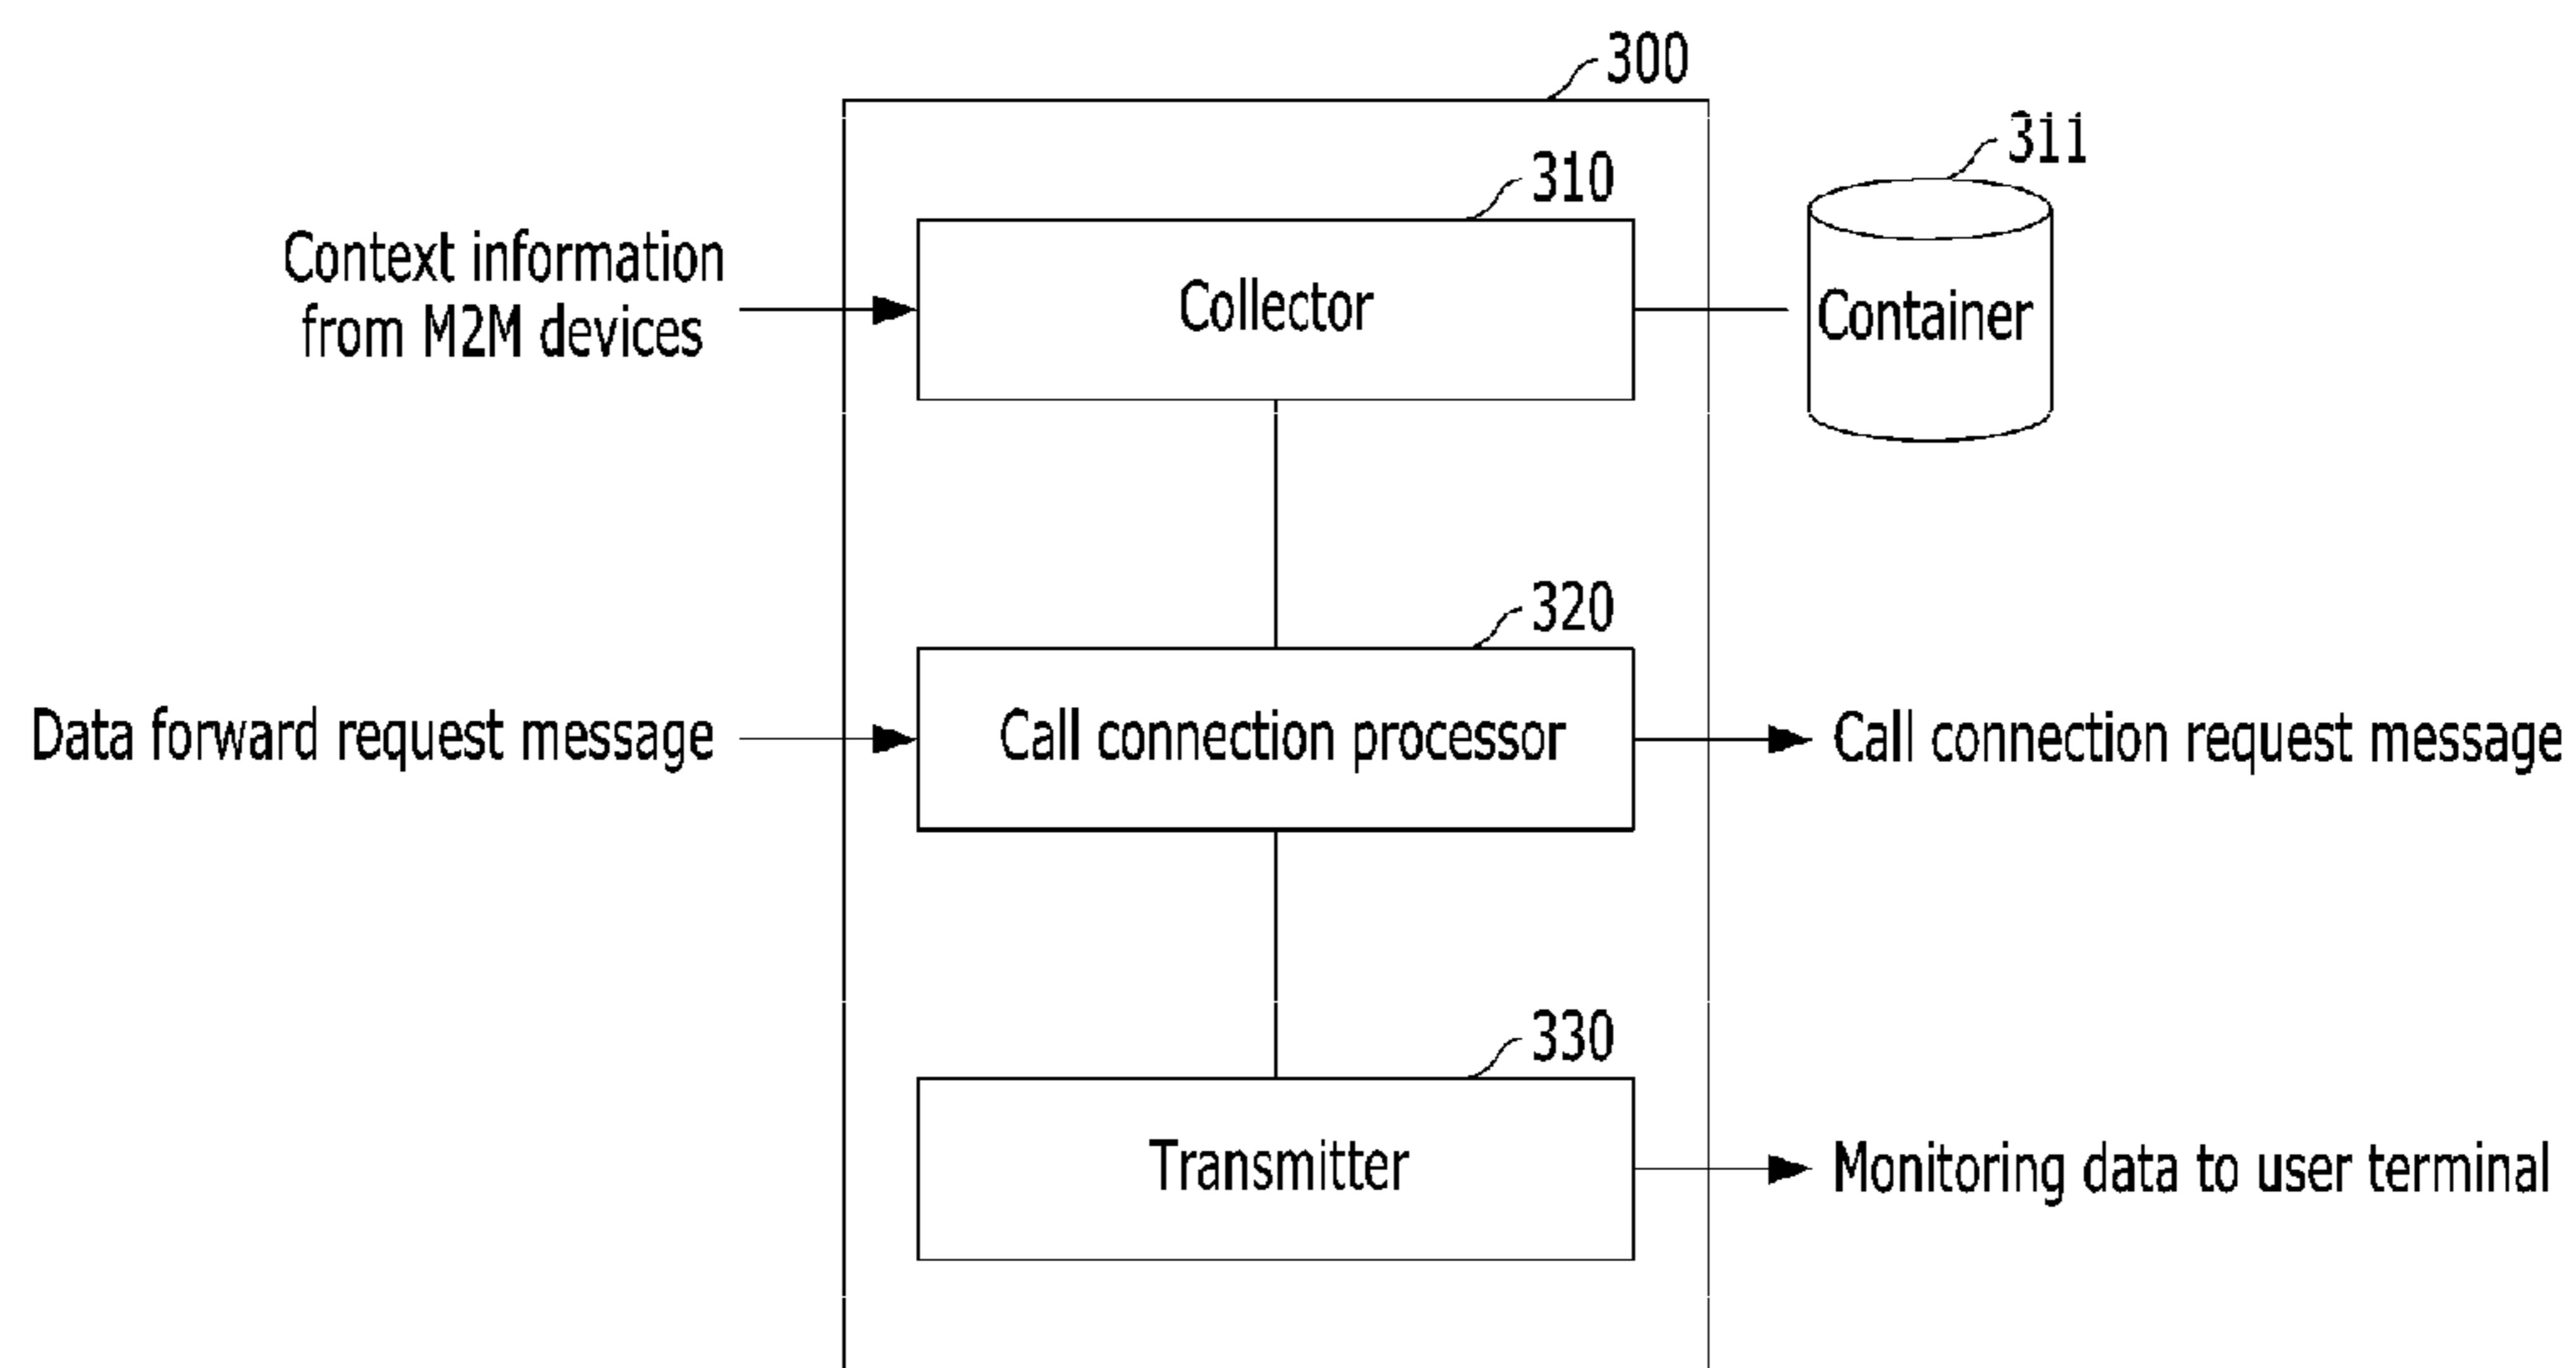 300
311
310
Context information
from M2M devices
Collector
Container
320
Data forward request message
Call connection processor
Call connection request message
330
Transmitter
Monitoring data to user terminal